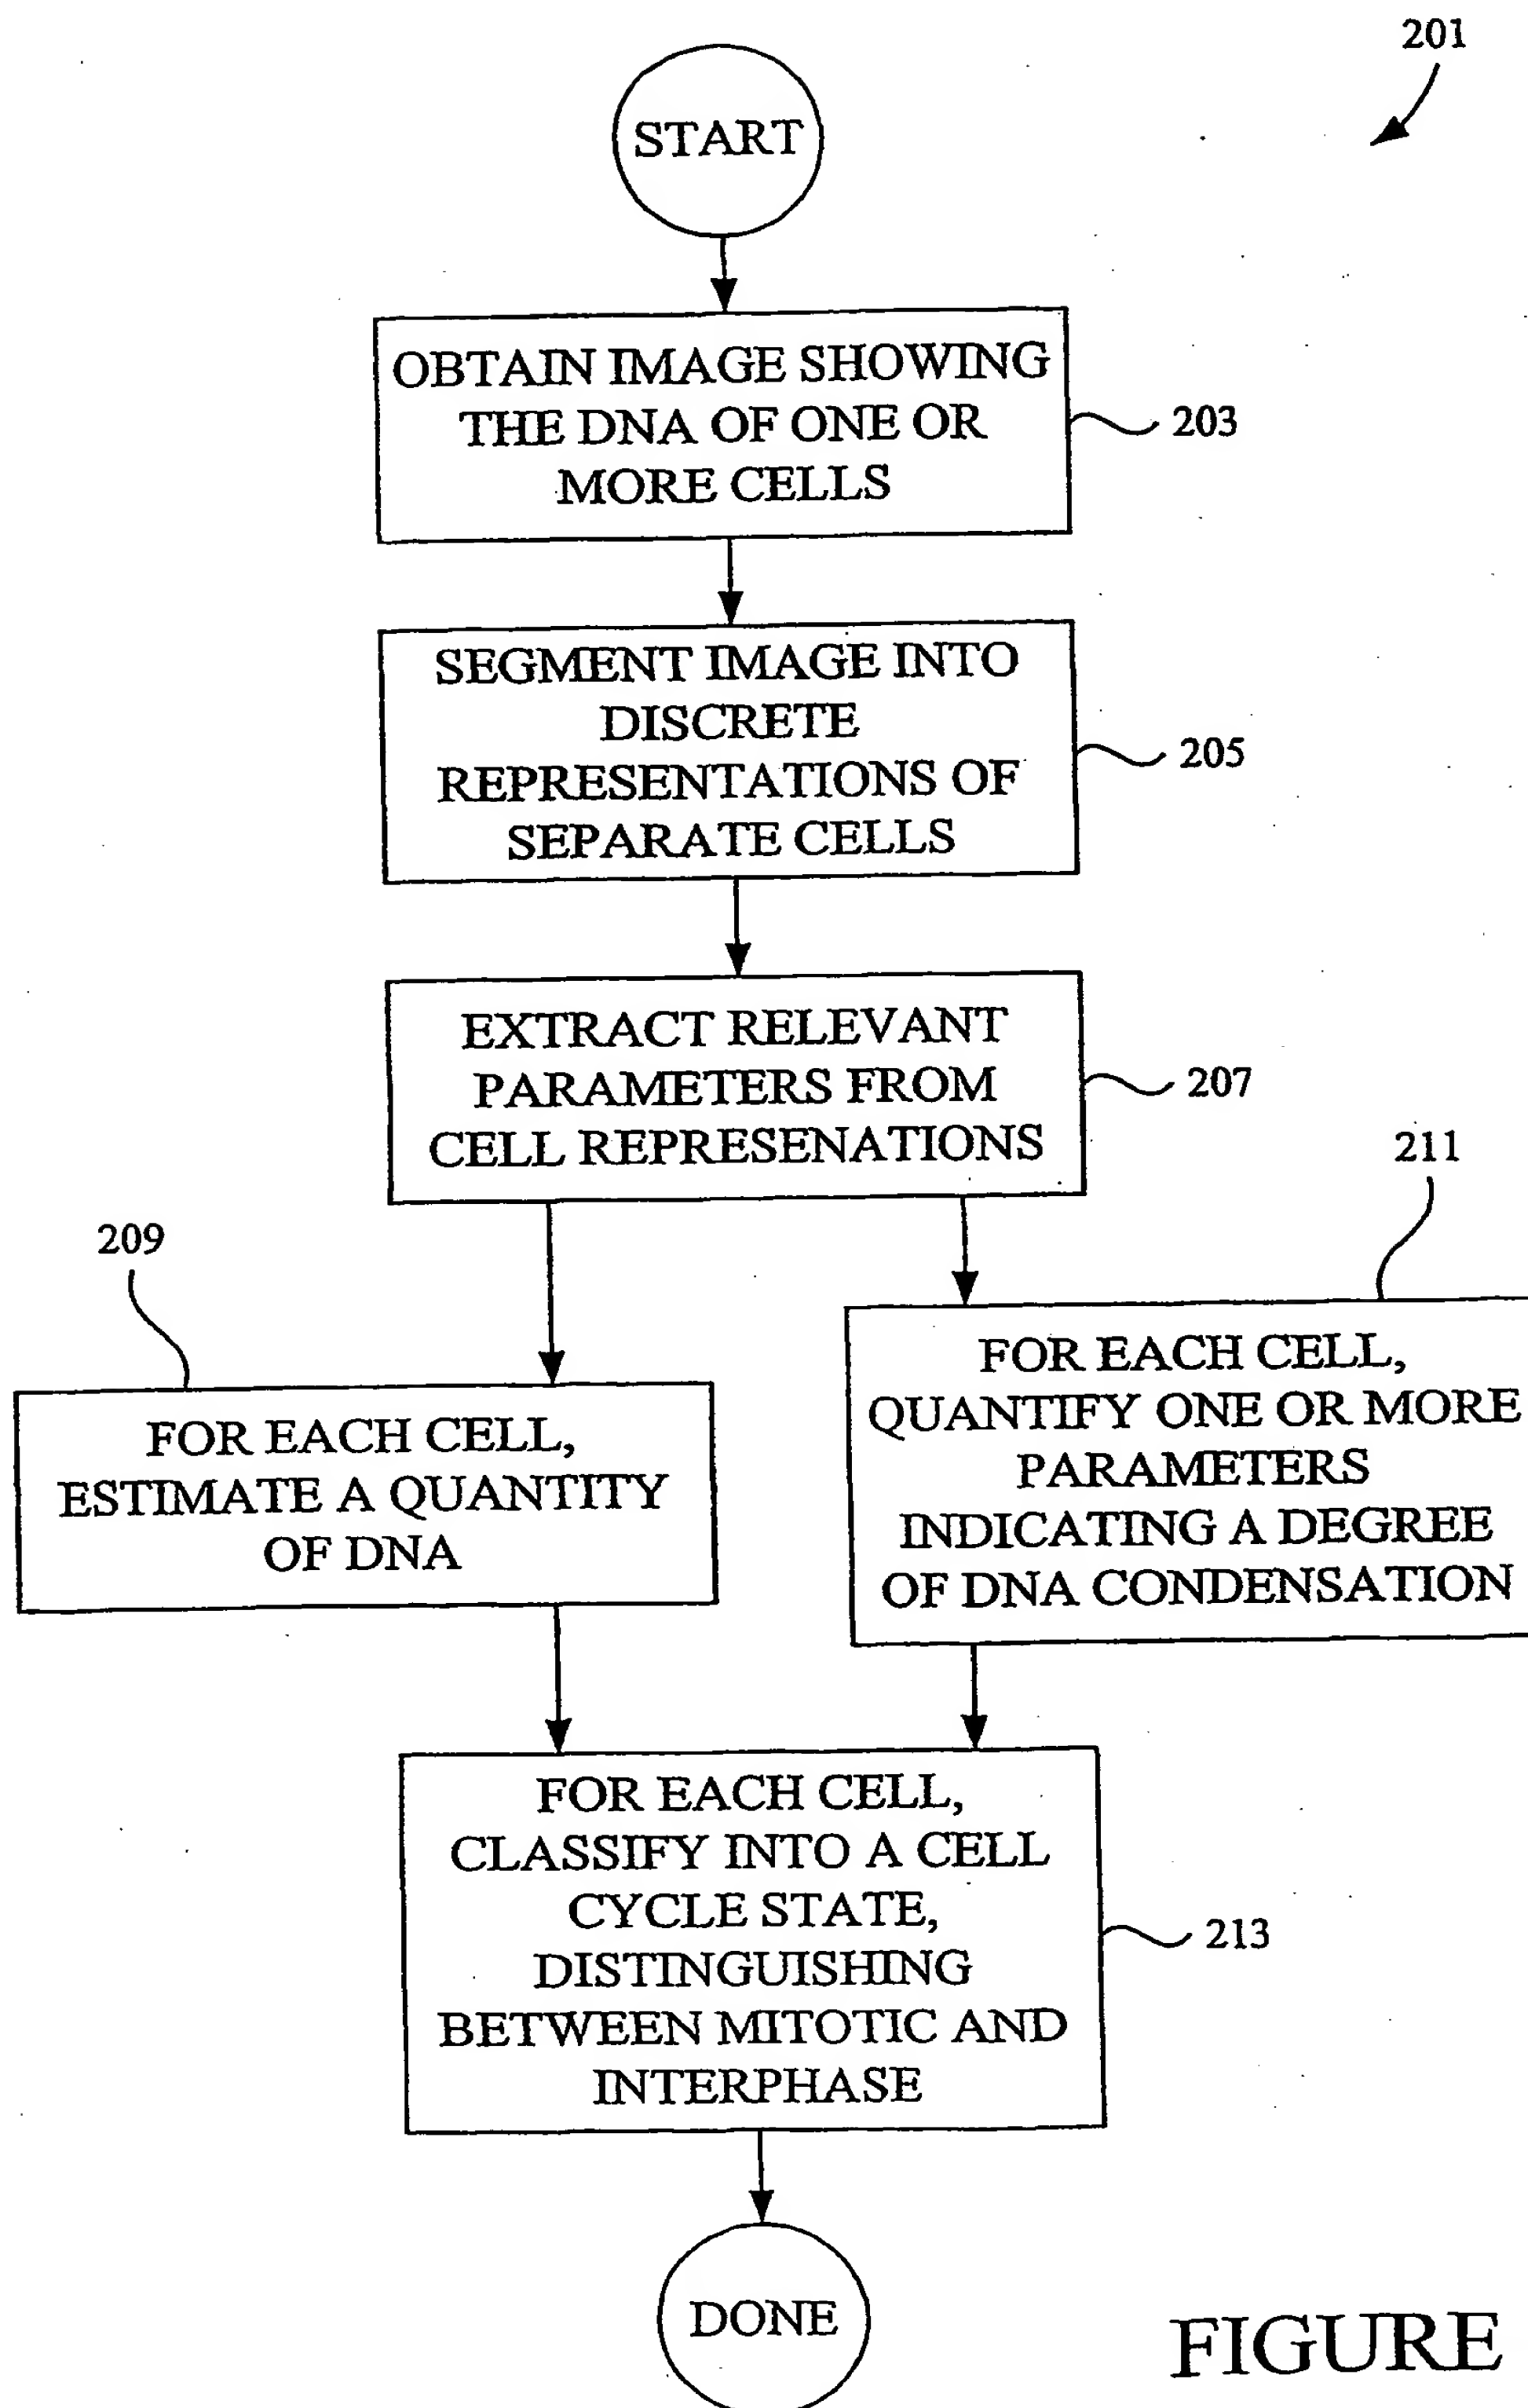 201
START
OBTAIN IMAGE SHOWING
THE DNA OF ONE OR
MORE CELLS
203
SEGMENT IMAGE INTO
DISCRETE
REPRESENTATIONS OF
SEPARATE CELLS
205
EXTRACT RELEVANT
PARAMETERS FROM
CELL REPRESENATIONS
207
209
FOR EACH CELL,
ESTIMATE A QUANTITY
OF DNA
211
FOR EACH CELL,
QUANTIFY ONE OR MORE
PARAMETERS
INDICATING A DEGREE
OF DNA CONDENSATION
FOR EACH CELL,
CLASSIFY INTO A CELL
CYCLE STATE,
DISTINGUISHING
BETWEEN MITOTIC AND
INTERPHASE
213
DONE
FIGURE